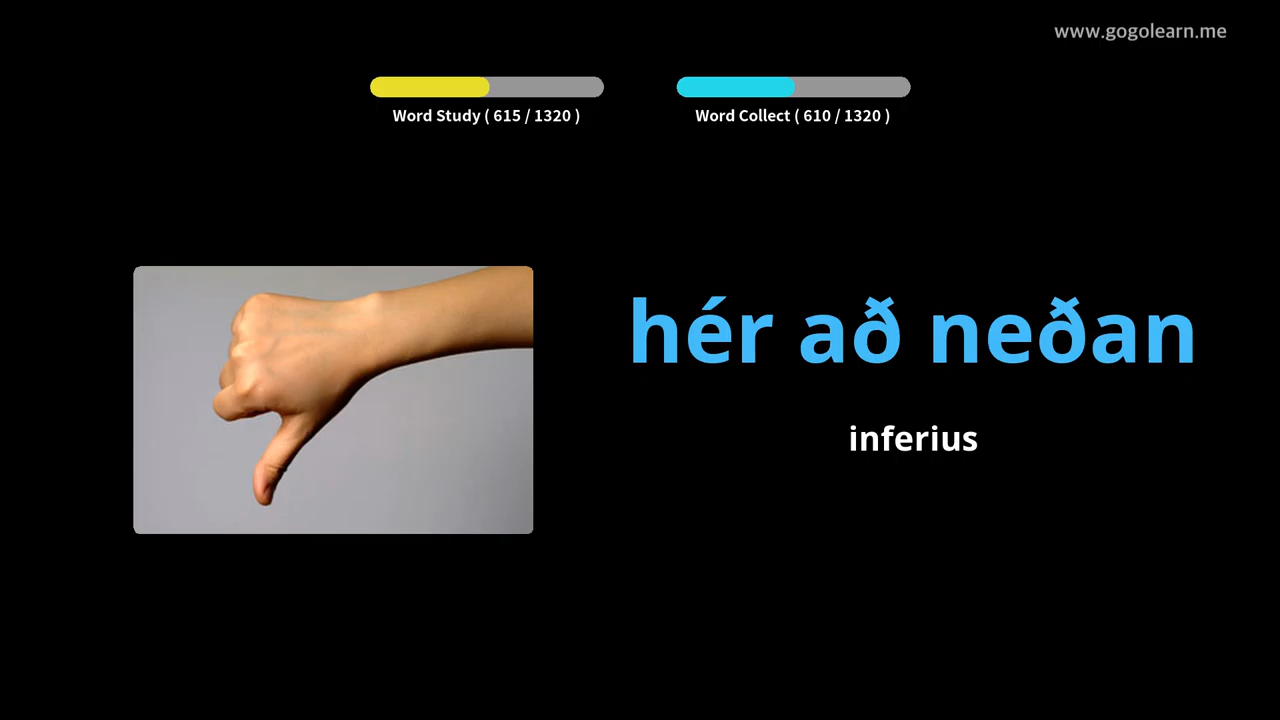 www.gogolearn.me
Word Study ( 615 / 1320 )
Word Collect ( 610 / 1320 )
hér að neðan
inferius